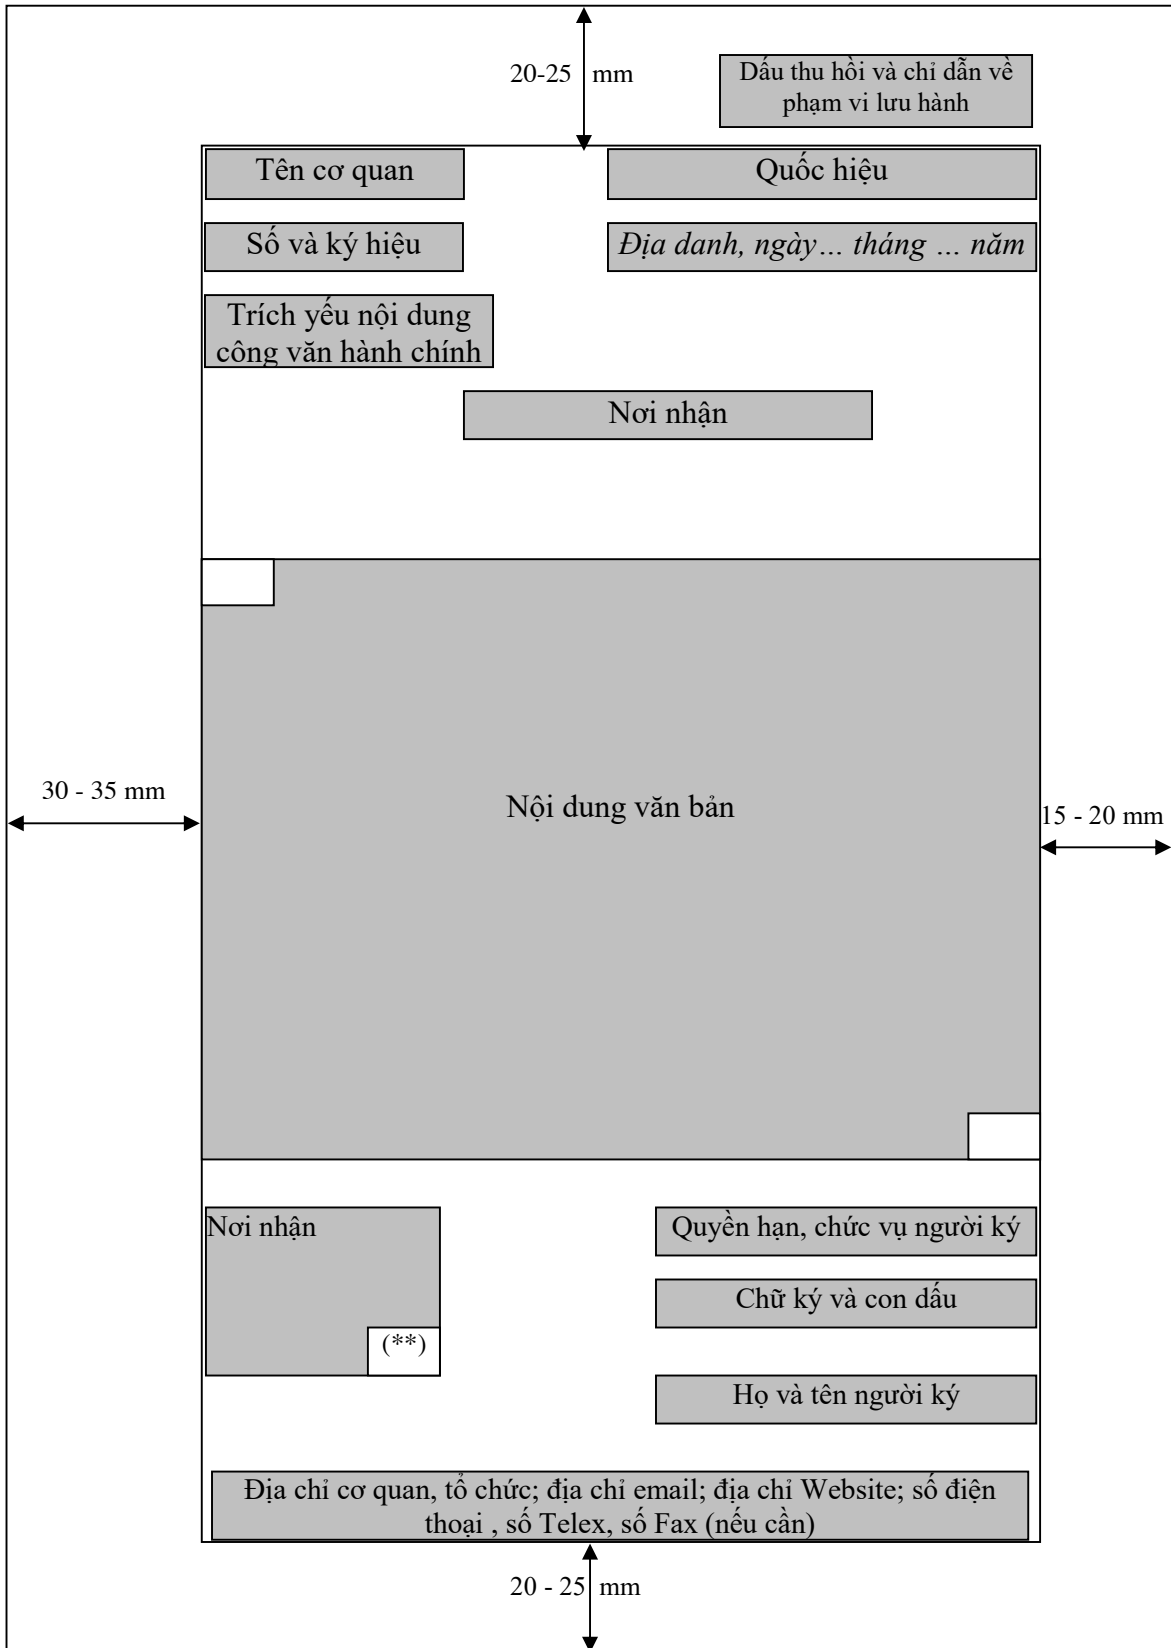 20-25 mm
Dấu thu hồi và chỉ dẫn về
phạm vi lưu hành
Tên cơ quan
Quốc hiệu
Số và ký hiệu
Địa danh, ngày... tháng ... năm
Trích yếu nội dung
công văn hành chính
Nơi nhận
30 - 35 mm
Nội dung văn bản
15 - 20 mm
Nơi nhận
Quyền hạn, chức vụ người ký
Chữ ký và con dấu
(**)
Họ và tên người ký
Địa chỉ cơ quan, tổ chức; địa chỉ email; địa chỉ Website; số điện
thoại , số Telex, số Fax (nếu cần)
20 - 25 mm